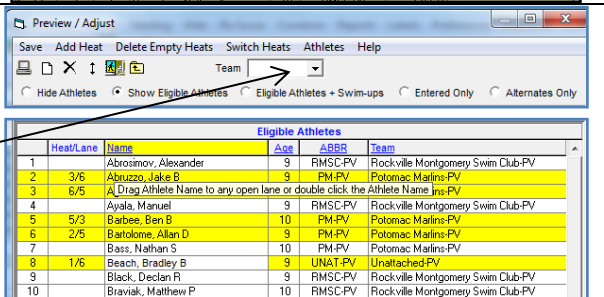 Preview / Adjust
Save Add Heat Delete Empty Heats Switch Heats Athletes Help
Team
Hide Athletes Show Eligible Athletes Eligible Athletes + Swim-ups Entered Only Alternates Only
Eligible Athletes
Heat/Lane Name Age ABBR Team
1 Abrosimov, Alexander 9 RMSC-PV Rockville Montgomery Swim Club-PV
2 3/6 Abruzzo, Jake B 9 PM-PV Potomac Marlins-PV
3 6/5 A Drag Athlete Name to any open lane or double click the Athlete Name ns-PV
4 Ayala, Manuel 9 RMSC-PV Rockville Montgomery Swim Club-PV
5 5/3 Barbee, Ben B 10 PM-PV Potomac Marlins-PV
6 2/5 Bartolome, Allan D 9 PM-PV Potomac Marlins-PV
7 Bass, Nathan S 10 PM-PV Potomac Marlins-PV
8 1/6 Beach, Bradley B 9 UNAT-PV Unattached-PV
9 Black, Declan R 9 RMSC-PV Rockville Montgomery Swim Club-PV
10 Braviak, Matthew P 10 RMSC-PV Rockville Montgomery Swim Club-PV